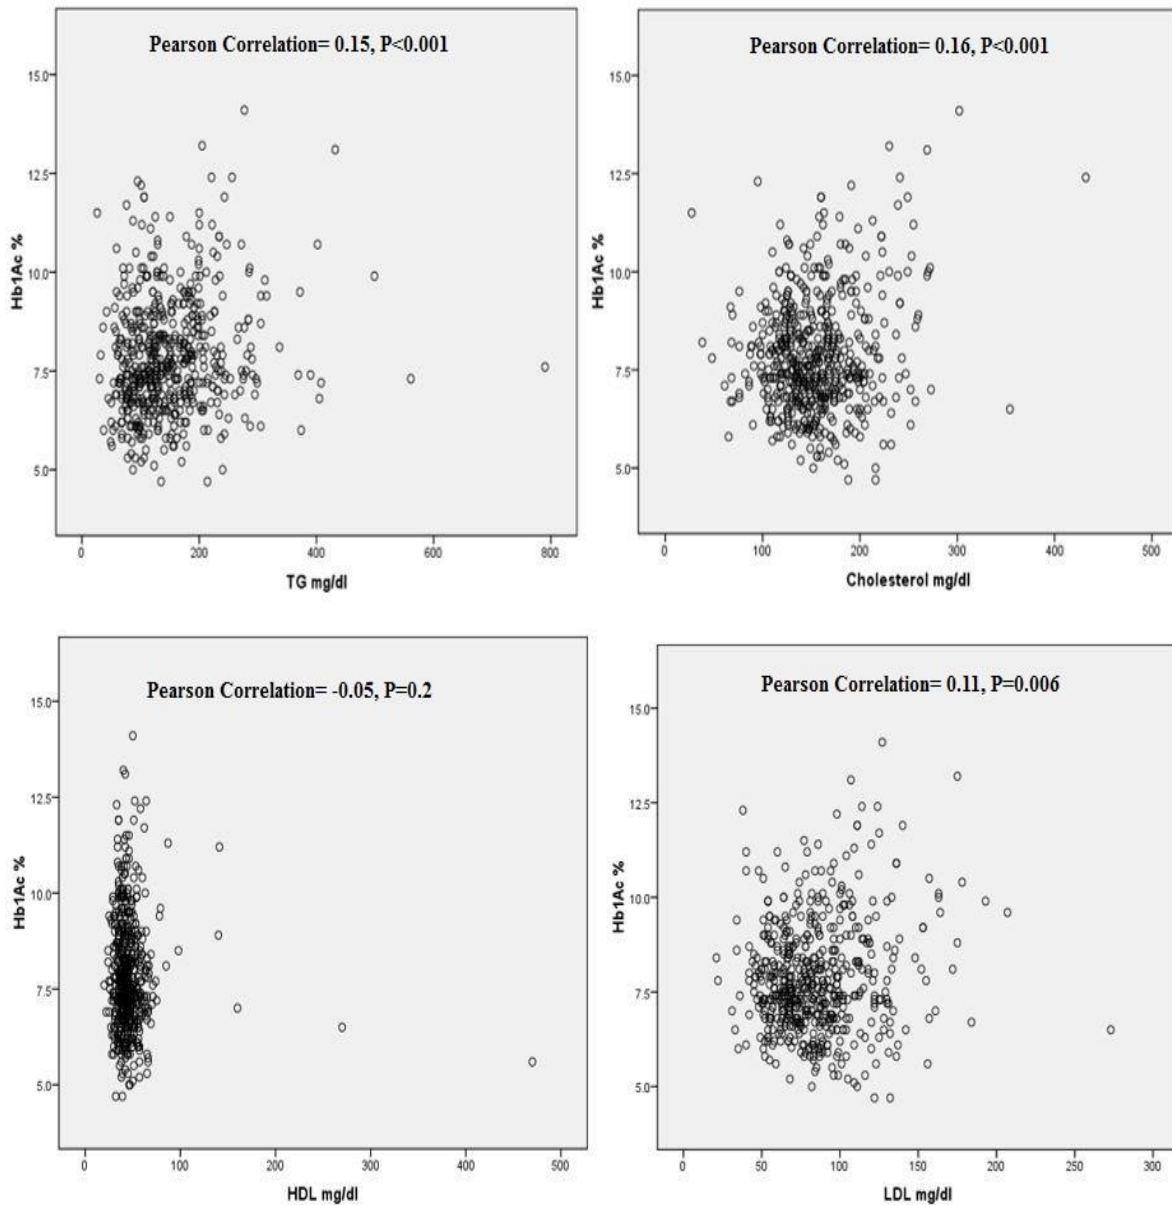 Pearson Correlation= 0.15, P<0.001
15.0
12.5
10.0
7.5
5.0
Hb1Ac %
0 200 400 600 800
TG mg/dl
Pearson Correlation= 0.16, P<0.001
15.0
12.5
10.0
7.5
5.0
Hb1Ac %
0 100 200 300 400 500
Cholesterol mg/dl
Pearson Correlation= -0.05, P=0.2
15.0
12.5
10.0
7.5
5.0
Hb1Ac %
0 100 200 300 400 500
HDL mg/dl
Pearson Correlation= 0.11, P=0.006
15.0
12.5
10.0
7.5
5.0
Hb1Ac %
0 50 100 150 200 250 300
LDL mg/dl